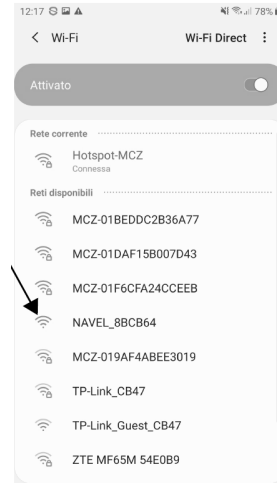 12:17 78%
Wi-Fi Wi-Fi Direct
Attivato
Rete corrente
Hotspot-MCZ
Connessa
Reti disponibili
MCZ-01BEDDC2B36A77
MCZ-01DAF15B007D43
MCZ-01F6CFA24CCEEB
NAVEL_8BCB64
MCZ-019AF4ABEE3019
TP-Link_CB47
TP-Link_Guest_CB47
ZTE MF65M 54E0B9